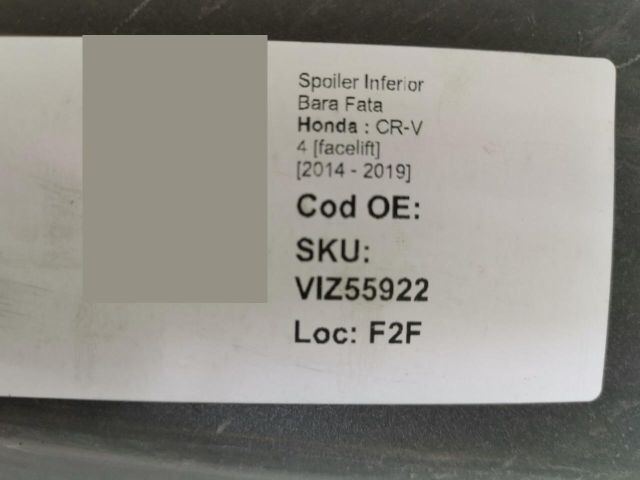 Spoiler Inferior
Bara Fata
Honda : CR-V
4 [facelift]
[2014 - 2019]
Cod OE:
SKU:
VIZ55922
Loc: F2F